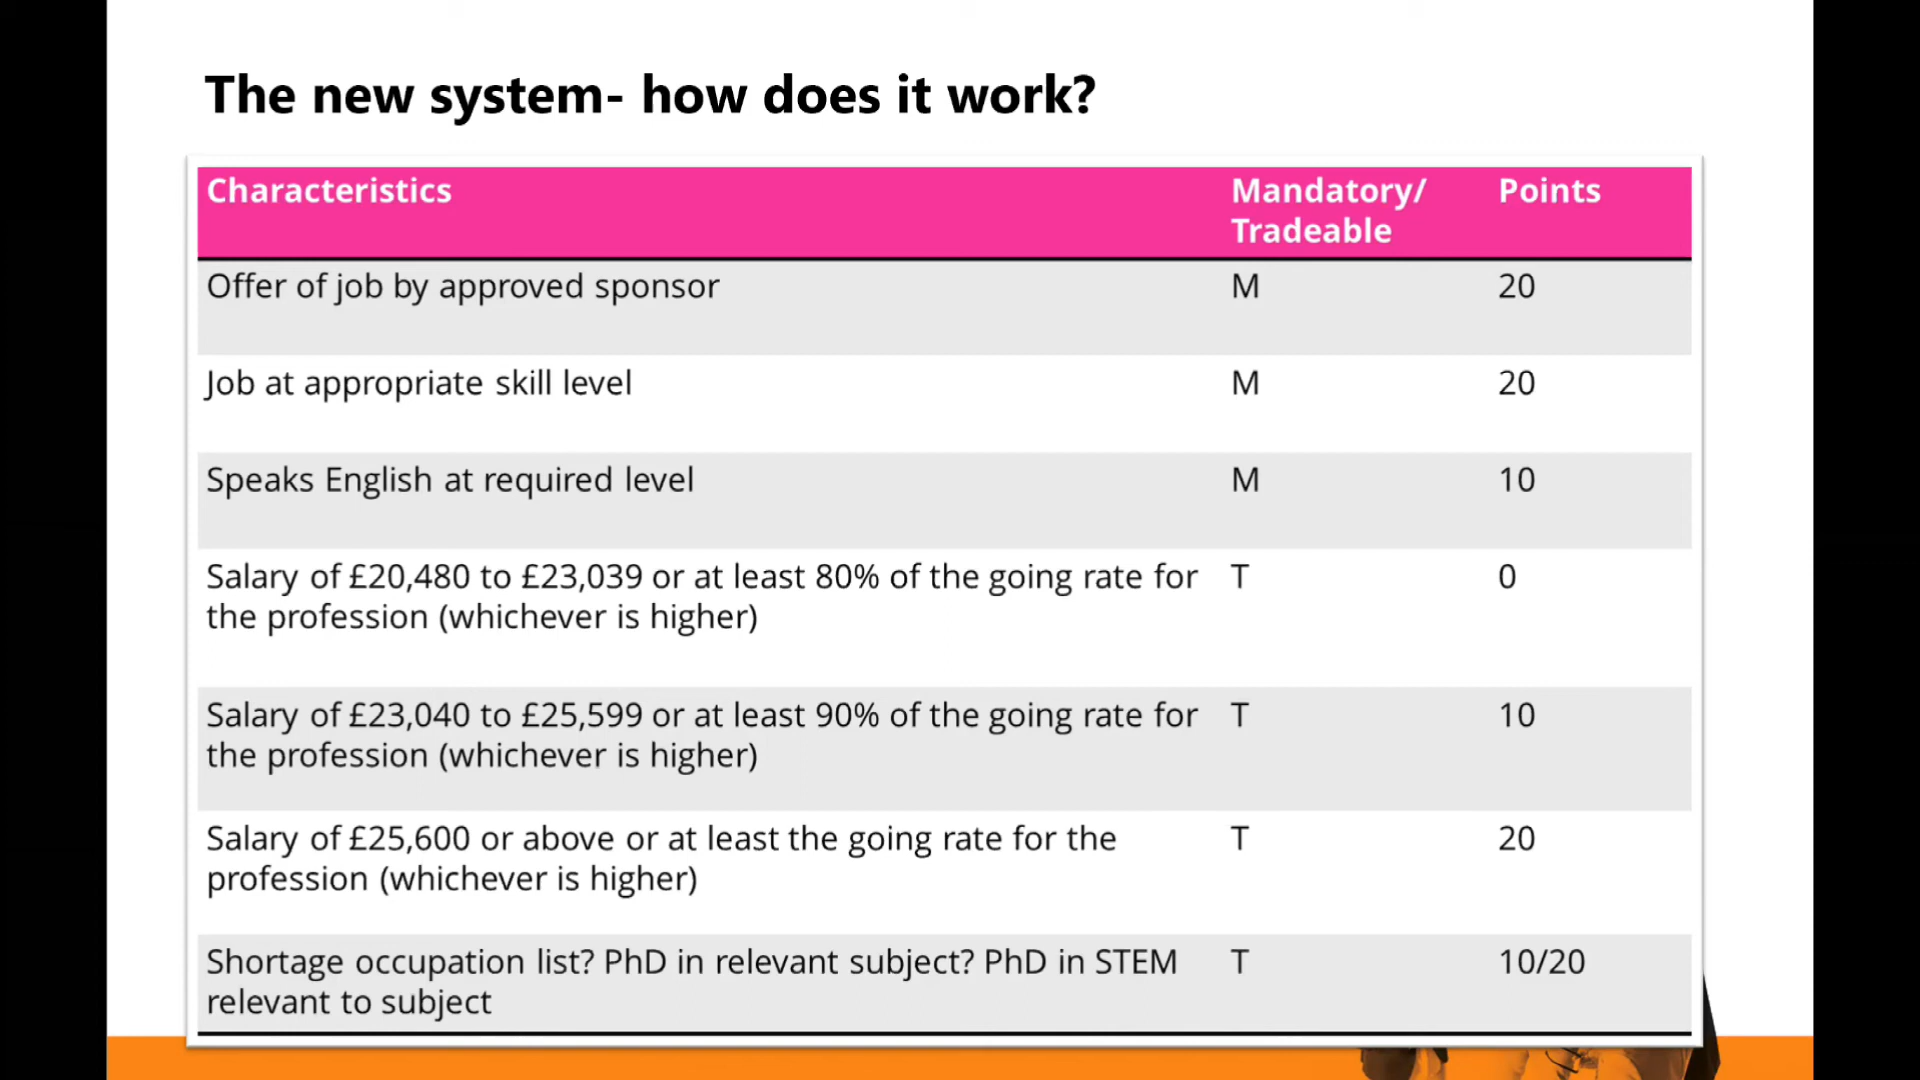 The new system- how does it work?
Characteristics Mandatory/ Points
Tradeable
Offer of job by approved sponsor M 20
Job at appropriate skill level M 20
Speaks English at required level M 10
Salary of £20,480 to £23,039 or at least 80% of the going rate for T 0
the profession (whichever is higher)
Salary of £23,040 to £25,599 or at least 90% of the going rate for T 10
the profession (whichever is higher)
Salary of £25,600 or above or at least the going rate for the T 20
profession (whichever is higher)
Shortage occupation list? PhD in relevant subject? PhD in STEM T 10/20
relevant to subject